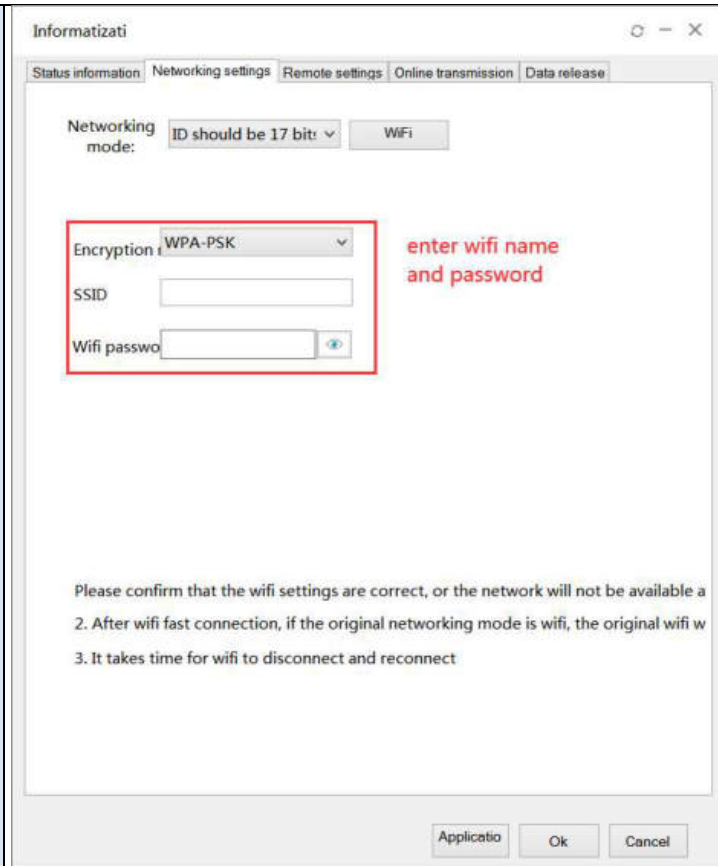 Informatizati
Status information Networking settings Remote settings Online transmission Data release
Networking mode: ID should be 17 bit: WiFi
Encryption WPA-PSK
enter wifi name
and password
SSID
Wifi passwo
Please confirm that the wifi settings are correct, or the network will not be available a
2. After wifi fast connection, if the original networking mode is wifi, the original wifi w
3. It takes time for wifi to disconnect and reconnect
Applicatio Ok Cancel